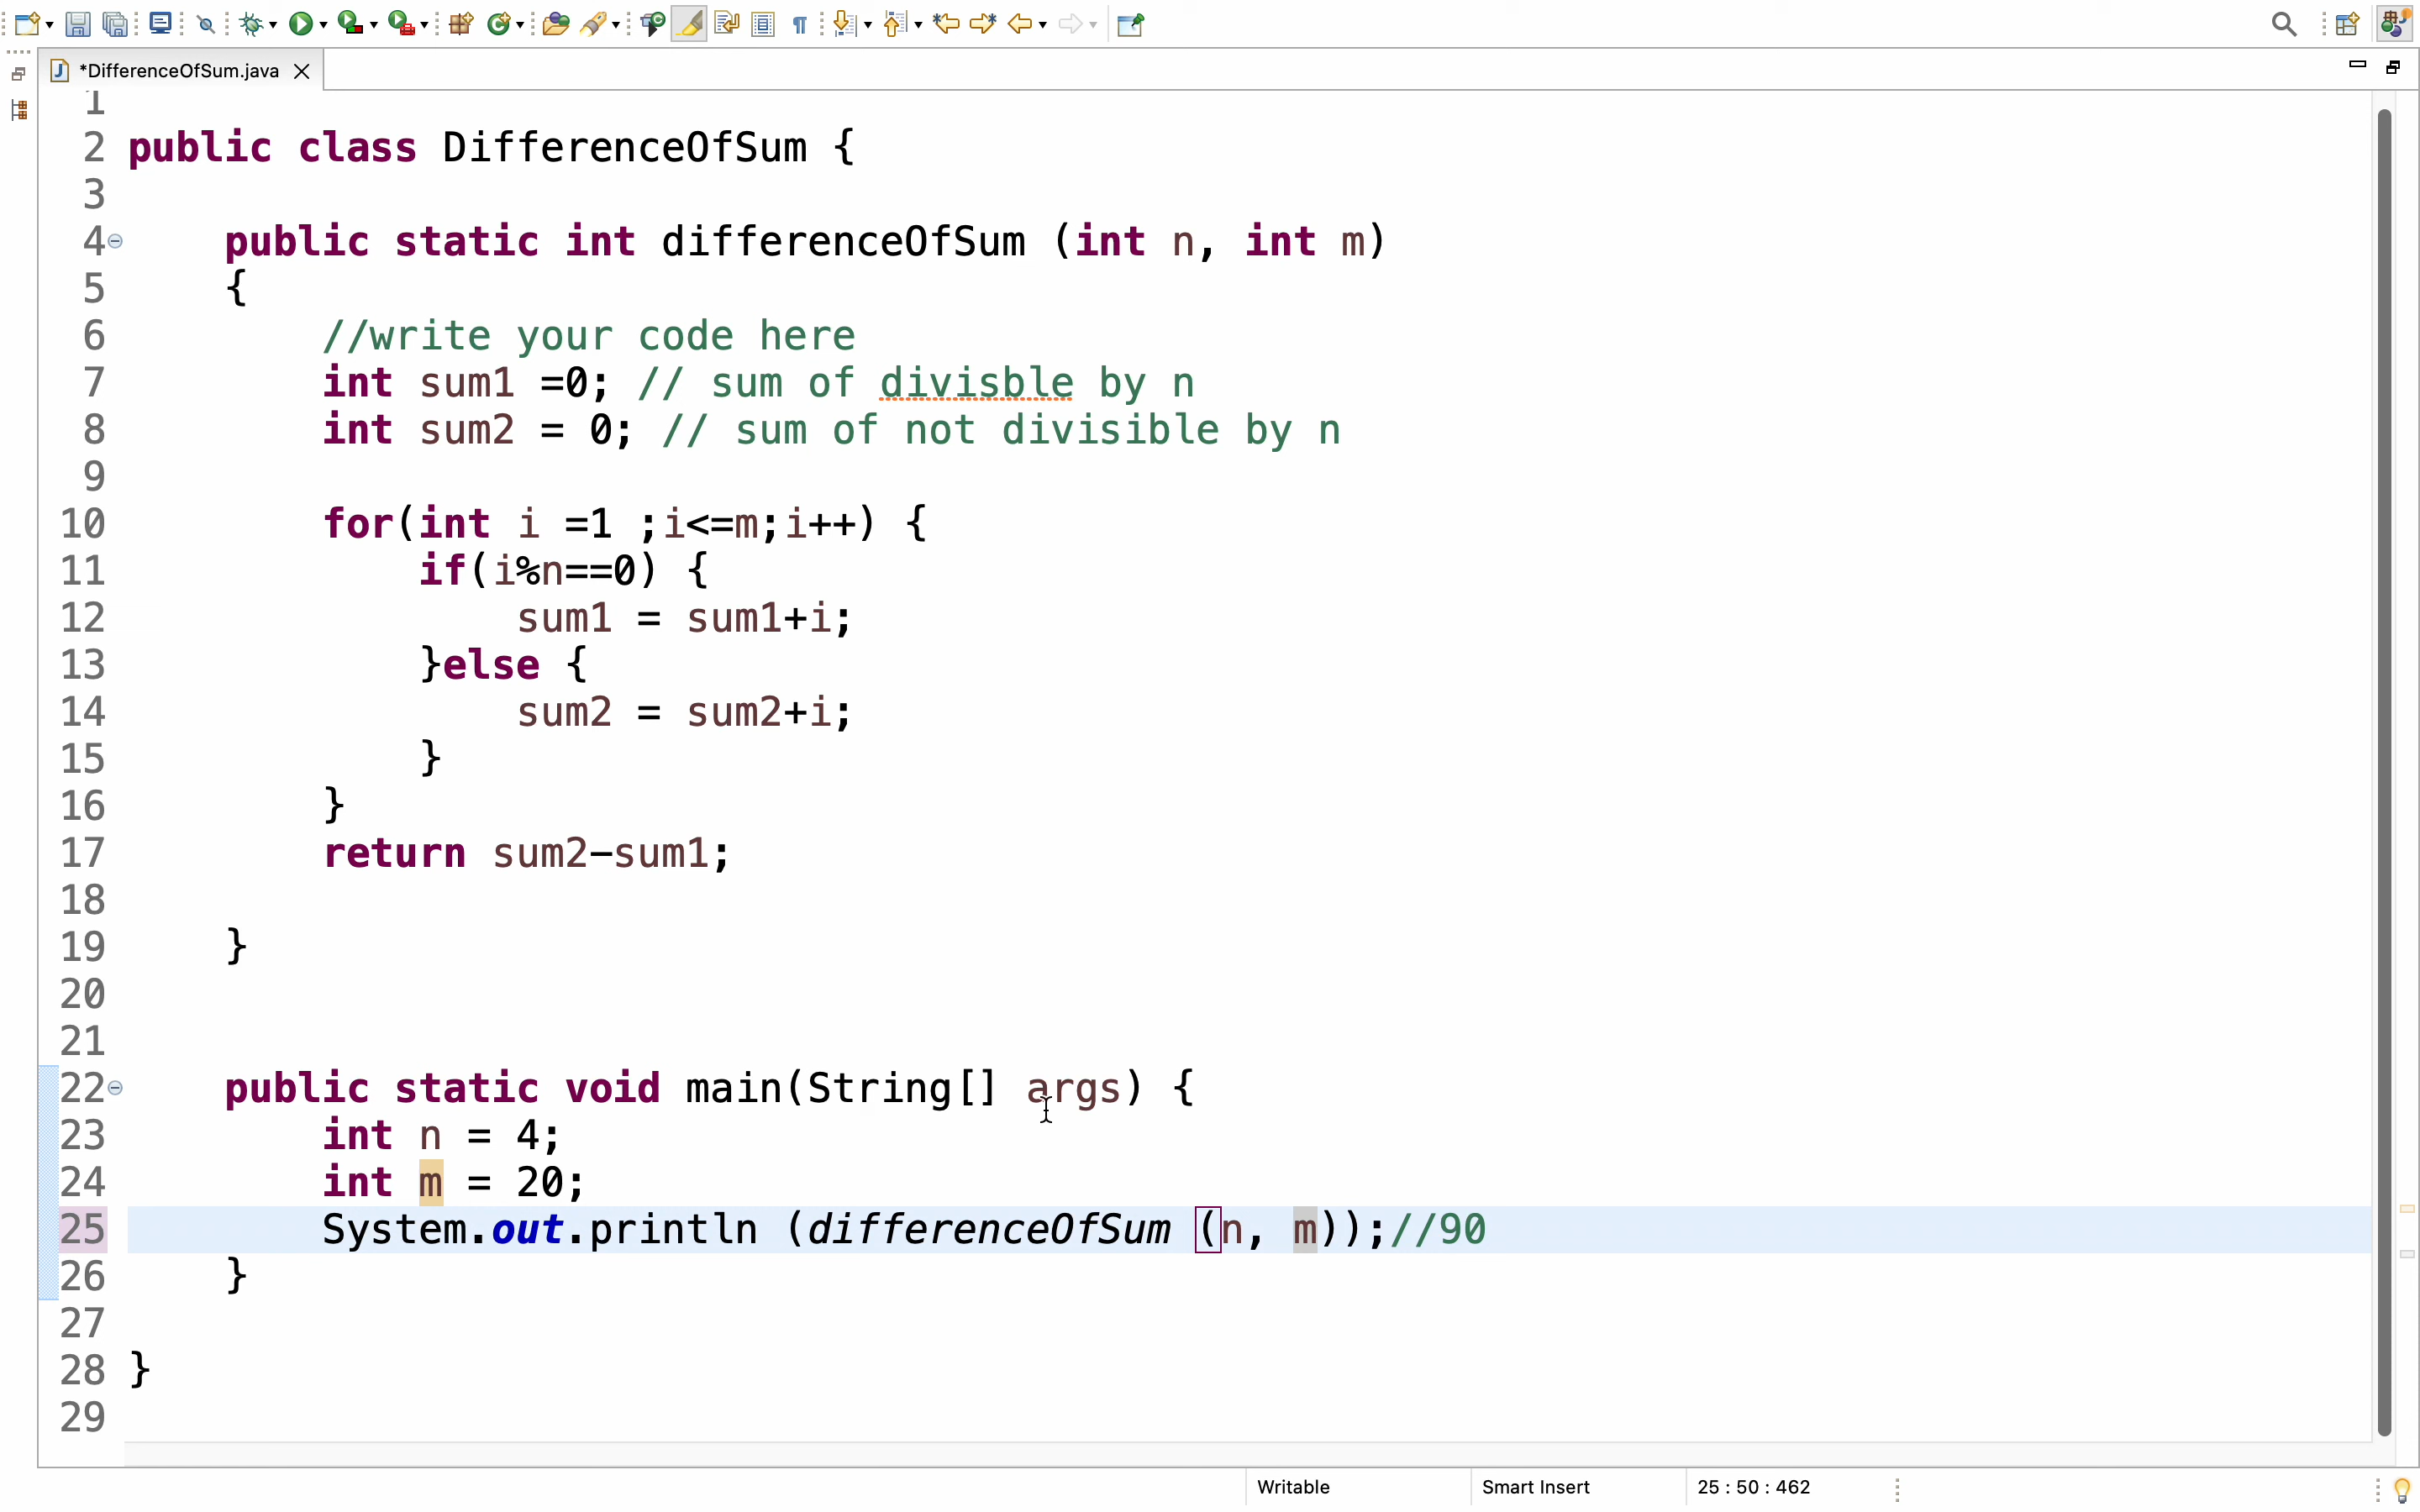 *DifferenceOfSum.java
1
2 public class DifferenceOfSum {
3
4 public static int differenceOfSum (int n, int m)
5 {
6 //write your code here
7 int sum1 =0; // sum of divisble by n
8 int sum2 = 0; // sum of not divisible by n
9
10 for(int i =1 ;i<=m;i++) {
11 if(i%n==0) {
12 sum1 = sum1+i;
13 }else {
14 sum2 = sum2+i;
15 }
16 }
17 return sum2-sum1;
18
19 }
20
21
22 public static void main(String[] args) {
23 int n = 4;
24 int m = 20;
25 System.out.println (differenceOfSum (n, m));//90
26 }
27
28 }
29
Writable Smart Insert 25 : 50 : 462